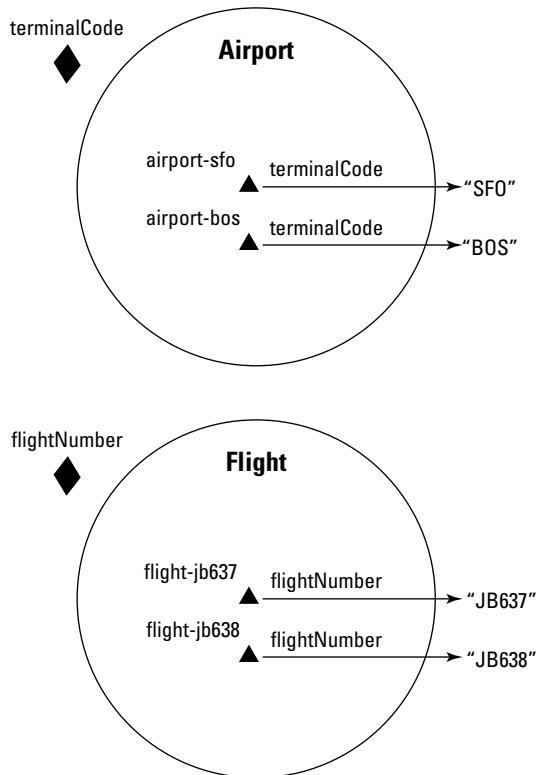 terminalCode
Airport
airport-sfo
terminalCode
“SFO”
airport-bos
terminalCode
“BOS”
flightNumber
Flight
flight-jb637
flightNumber
“JB637”
flight-jb638
flightNumber
“JB638”